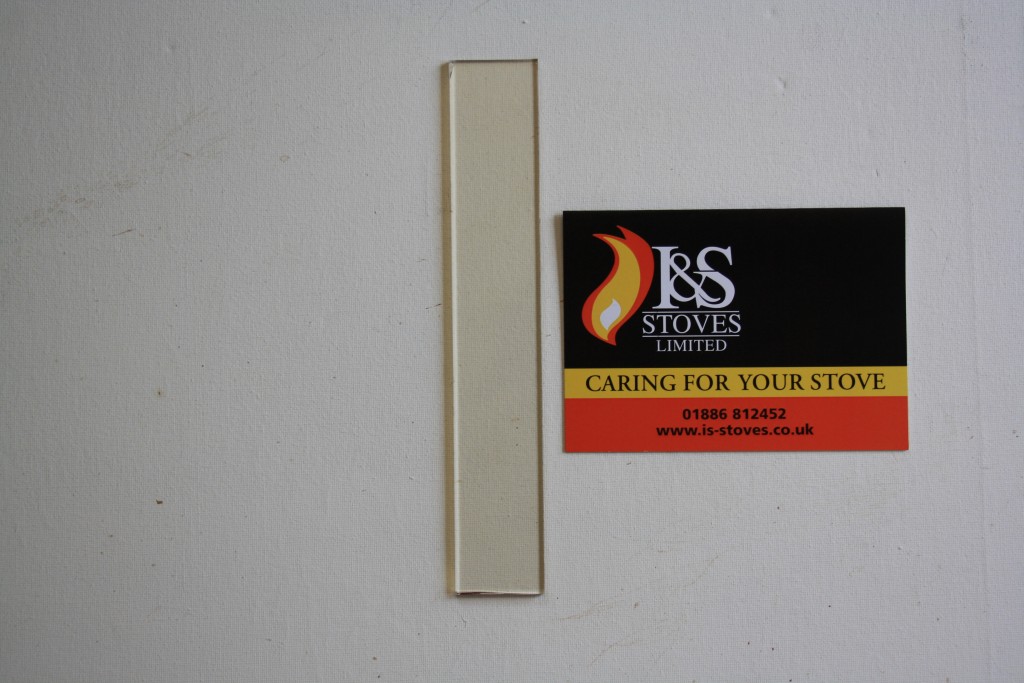 I&S
STOVES
LIMITED
CARING FOR YOUR STOVE
01886 812452
www.is-stoves.co.uk